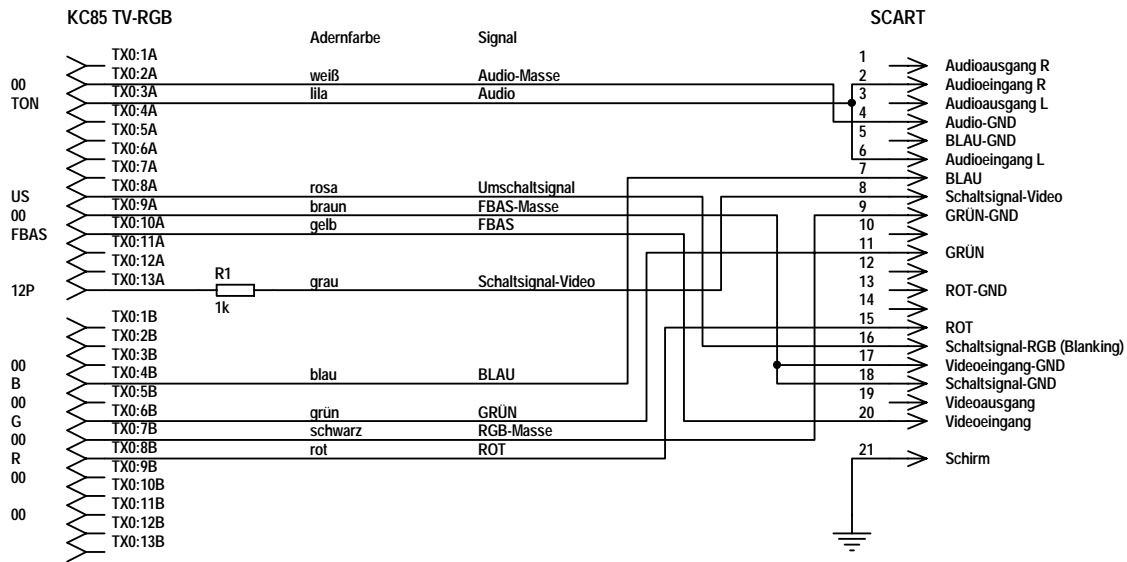 KC85 TV-RGB
SCART
Adernfarbe Signal
TX0:1A
TX0:2A
TX0:3A
TX0:4A
TX0:5A
TX0:6A
TX0:7A
TX0:8A
TX0:9A
TX0:10A
TX0:11A
TX0:12A
TX0:13A
TX0:1B
TX0:2B
TX0:3B
TX0:4B
TX0:5B
TX0:6B
TX0:7B
TX0:8B
TX0:9B
TX0:10B
TX0:11B
TX0:12B
TX0:13B
00
TON
US
00
FBAS
12P
00
B
00
G
00
R
00
00
weiß Audio-Masse
lila Audio
rosa Umschaltsignal
braun FBAS-Masse
gelb FBAS
R1
1k
grau Schaltsignal-Video
blau BLAU
grün GRÜN
schwarz RGB-Masse
rot ROT
1 Audioausgang R
2 Audioeingang R
3 Audioausgang L
4 Audio-GND
5 BLAU-GND
6 Audioeingang L
7 BLAU
8 Schaltsignal-Video
9 GRÜN-GND
10
11 GRÜN
12
13 ROT-GND
14
15 ROT
16 Schaltsignal-RGB (Blanking)
17 Videoeingang-GND
18 Schaltsignal-GND
19 Videoausgang
20 Videoeingang
21 Schirm